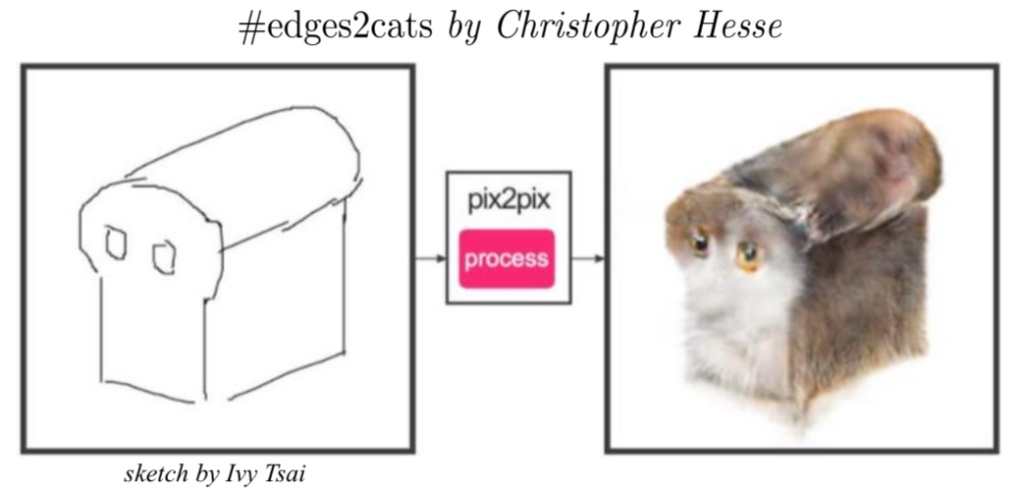 #edges2cats by Christopher Hesse
pix2pix
process
sketch by Ivy Tsai